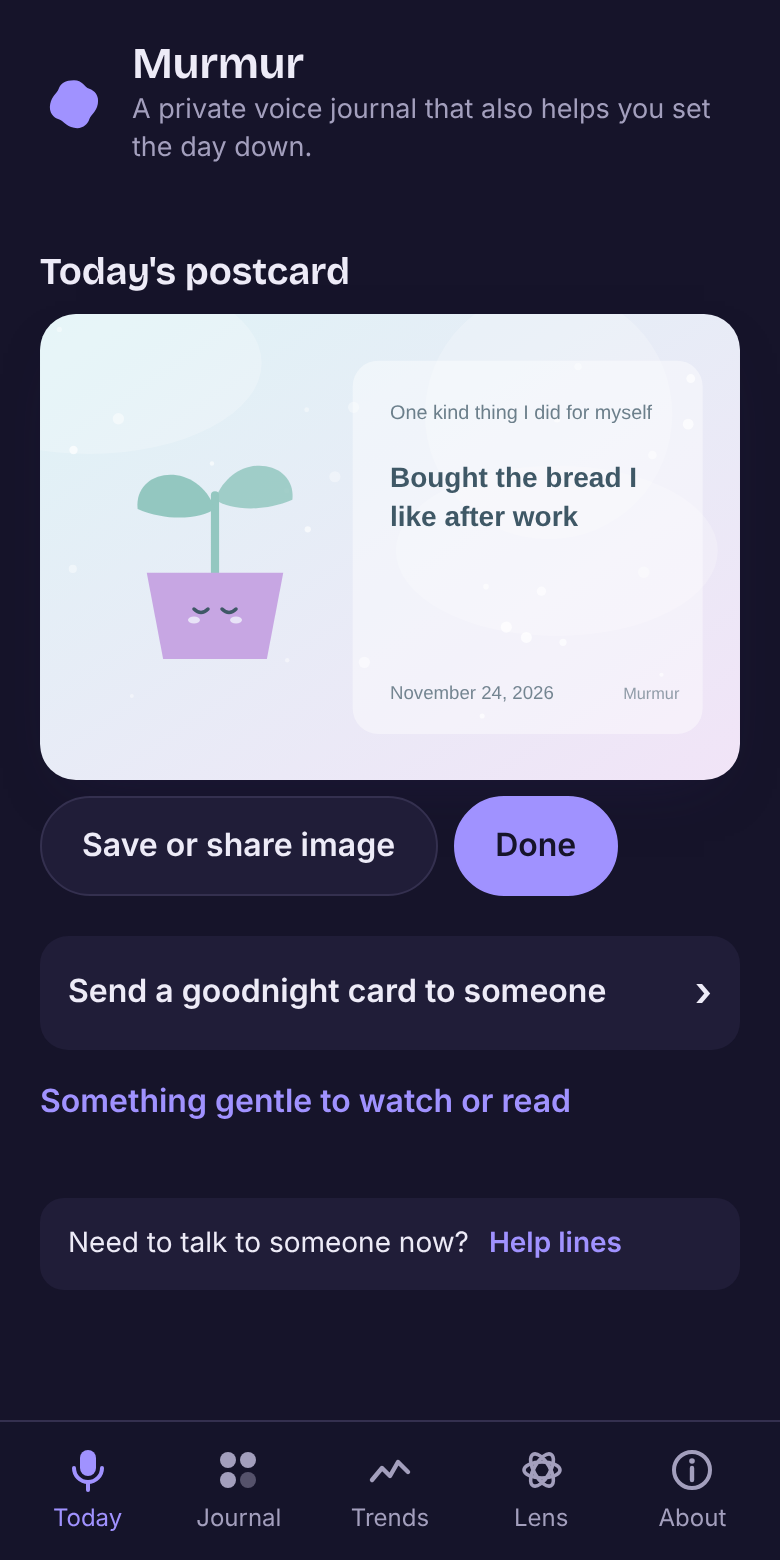 Murmur
A private voice journal that also helps you set
the day down.
Today's postcard
One kind thing I did for myself
Bought the bread I
like after work
November 24, 2026
Murmur
Save or share image
Done
Send a goodnight card to someone
Something gentle to watch or read
Need to talk to someone now? Help lines
Today
Journal
Trends
Lens
About